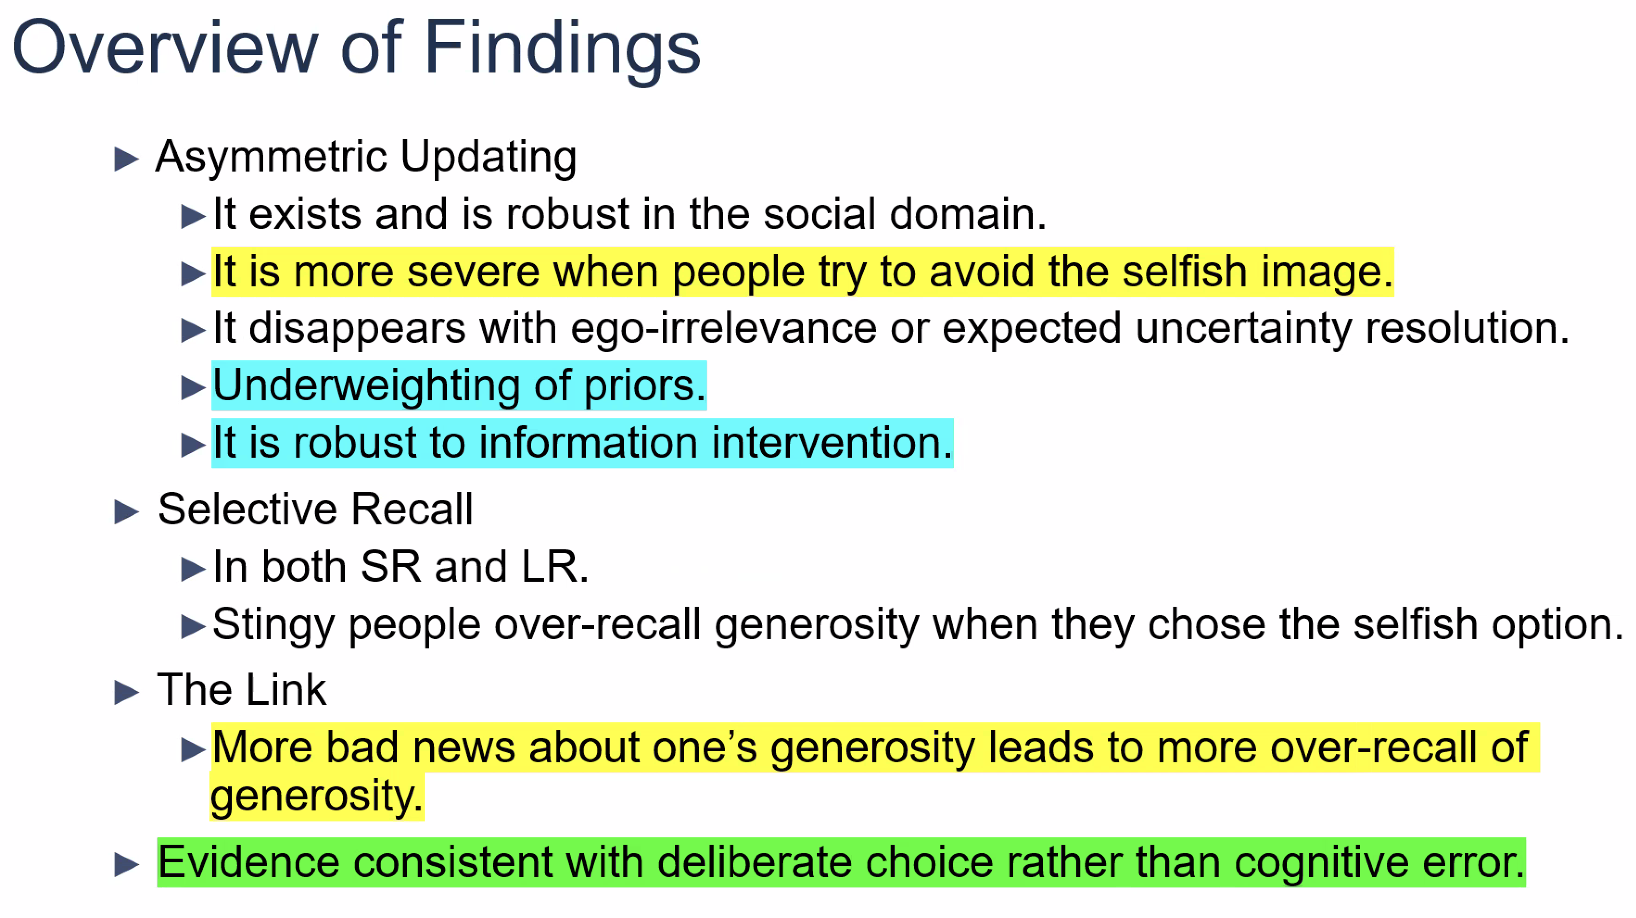 Overview of Findings
► Asymmetric Updating
►It exists and is robust in the social domain.
►It is more severe when people try to avoid the selfish image.
►It disappears with ego-irrelevance or expected uncertainty resolution.
►Underweighting of priors.
►It is robust to information intervention.
► Selective Recall
►In both SR and LR.
►Stingy people over-recall generosity when they chose the selfish option.
► The Link
►More bad news about one’s generosity leads to more over-recall of
generosity.
► Evidence consistent with deliberate choice rather than cognitive error.